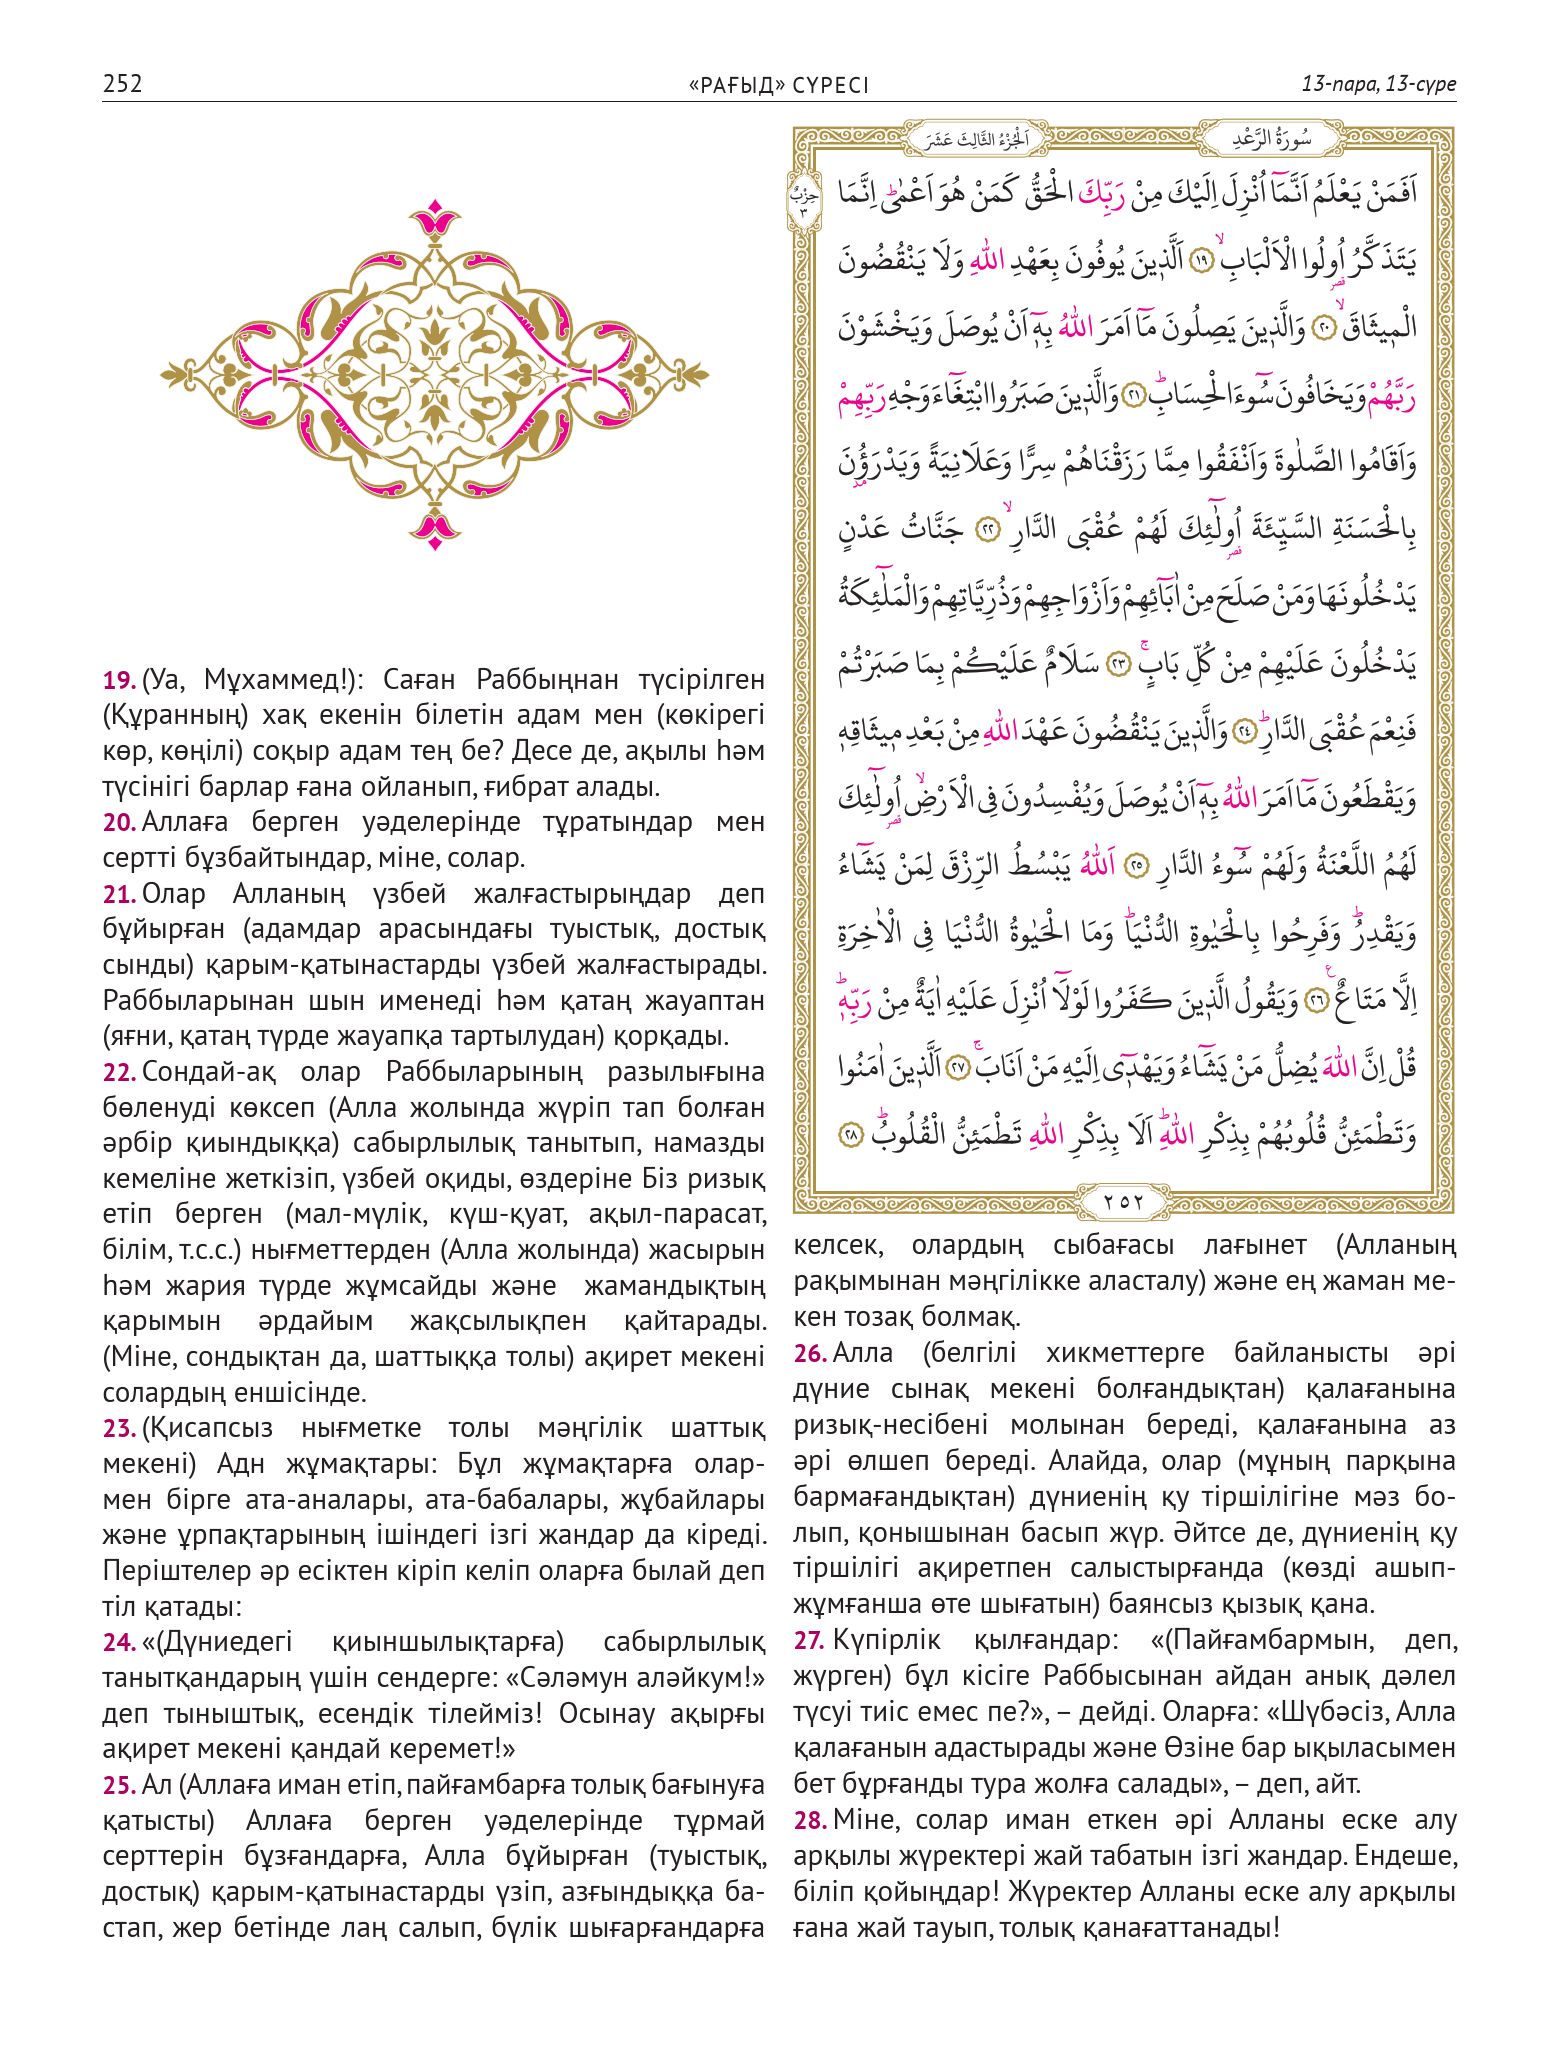 252
«РАҒЫД» СҮРЕСІ
13-пара, 13-сүре
سُورَةُ الرَّعْدِ
اَلْجُزْءُ الثَّالِثَ عَشَرَ
حِزْبٌ
٣
اَفَمَنْ يَعْلَمُ اَنَّمَٓا اُنْزِلَ اِلَيْكَ مِنْ رَبِّكَ الْحَقُّ كَمَنْ هُوَ اَعْمٰىۜ اِنَّمَا
يَتَذَكَّرُ اُو۬لُوا الْاَلْبَابِۙ ﴿١٩﴾ اَلَّذ۪ينَ يُوفُونَ بِعَهْدِ اللّٰهِ وَلَا يَنْقُضُونَ
الْم۪يثَاقَۙ ﴿٢٠﴾ وَالَّذ۪ينَ يَصِلُونَ مَٓا اَمَرَ اللّٰهُ بِه۪ٓ اَنْ يُوصَلَ وَيَخْشَوْنَ
رَبَّهُمْ وَيَخَافُونَ سُٓوءَ الْحِسَابِۜ ﴿٢١﴾ وَالَّذ۪ينَ صَبَرُوا ابْتِغَٓاءَ وَجْهِ رَبِّهِمْ
وَاَقَامُوا الصَّلٰوةَ وَاَنْفَقُوا مِمَّا رَزَقْنَاهُمْ سِرًّا وَعَلَانِيَةً وَيَدْرَؤُ۫نَ
بِالْحَسَنَةِ السَّيِّئَةَ اُو۬لٰٓئِكَ لَهُمْ عُقْبَى الدَّارِۙ ﴿٢٢﴾ جَنَّاتُ عَدْنٍ
يَدْخُلُونَهَا وَمَنْ صَلَحَ مِنْ اٰبَٓائِهِمْ وَاَزْوَاجِهِمْ وَذُرِّيَّاتِهِمْ وَالْمَلٰٓئِكَةُ
يَدْخُلُونَ عَلَيْهِمْ مِنْ كُلِّ بَابٍۚ ﴿٢٣﴾ سَلَامٌ عَلَيْكُمْ بِمَا صَبَرْتُمْ
فَنِعْمَ عُقْبَى الدَّارِۜ ﴿٢٤﴾ وَالَّذ۪ينَ يَنْقُضُونَ عَهْدَ اللّٰهِ مِنْ بَعْدِ م۪يثَاقِه۪
وَيَقْطَعُونَ مَٓا اَمَرَ اللّٰهُ بِه۪ٓ اَنْ يُوصَلَ وَيُفْسِدُونَ فِى الْاَرْضِۙ اُو۬لٰٓئِكَ
لَهُمُ اللَّعْنَةُ وَلَهُمْ سُٓوءُ الدَّارِ ﴿٢٥﴾ اَللّٰهُ يَبْسُطُ الرِّزْقَ لِمَنْ يَشَٓاءُ
وَيَقْدِرُۜ وَفَرِحُوا بِالْحَيٰوةِ الدُّنْيَاۜ وَمَا الْحَيٰوةُ الدُّنْيَا فِى الْاٰخِرَةِ
اِلَّا مَتَاعٌ۟ ﴿٢٦﴾ وَيَقُولُ الَّذ۪ينَ كَفَرُوا لَوْلَٓا اُنْزِلَ عَلَيْهِ اٰيَةٌ مِنْ رَبِّه۪ۜ
قُلْ اِنَّ اللّٰهَ يُضِلُّ مَنْ يَشَٓاءُ وَيَهْد۪ٓى اِلَيْهِ مَنْ اَنَابَۚ ﴿٢٧﴾ اَلَّذ۪ينَ اٰمَنُوا
وَتَطْمَئِنُّ قُلُوبُهُمْ بِذِكْرِ اللّٰهِۜ اَلَا بِذِكْرِ اللّٰهِ تَطْمَئِنُّ الْقُلُوبُۜ ﴿٢٨﴾
٢٥٢
19. (Уа, Мұхаммед!): Саған Раббыңнан түсірілген
(Құранның) хақ екенін білетін адам мен (көкірегі
көр, көңілі) соқыр адам тең бе? Десе де, ақылы һәм
түсінігі барлар ғана ойланып, ғибрат алады.
20. Аллаға берген уәделерінде тұратындар мен
сертті бұзбайтындар, міне, солар.
21. Олар Алланың үзбей жалғастырыңдар деп
бұйырған (адамдар арасындағы туыстық, достық
сынды) қарым-қатынастарды үзбей жалғастырады.
Раббыларынан шын именеді һәм қатаң жауаптан
(яғни, қатаң түрде жауапқа тартылудан) қорқады.
22. Сондай-ақ олар Раббыларының разылығына
бөленуді көксеп (Алла жолында жүріп тап болған
әрбір қиындыққа) сабырлылық танытып, намазды
кемеліне жеткізіп, үзбей оқиды, өздеріне Біз ризық
етіп берген (мал-мүлік, күш-қуат, ақыл-парасат,
білім, т.с.с.) нығметтерден (Алла жолында) жасырын
һәм жария түрде жұмсайды және жамандықтың
қарымын әрдайым жақсылықпен қайтарады.
(Міне, сондықтан да, шаттыққа толы) ақирет мекені
солардың еншісінде.
23. (Қисапсыз нығметке толы мәңгілік шаттық
мекені) Адн жұмақтары: Бұл жұмақтарға олар-
мен бірге ата-аналары, ата-бабалары, жұбайлары
және ұрпақтарының ішіндегі ізгі жандар да кіреді.
Періштелер әр есіктен кіріп келіп оларға былай деп
тіл қатады:
24. «(Дүниедегі қиыншылықтарға) сабырлылық
танытқандарың үшін сендерге: «Сәләмун аләйкум!»
деп тыныштық, есендік тілейміз! Осынау ақырғы
ақирет мекені қандай керемет!»
25. Ал (Аллаға иман етіп, пайғамбарға толық бағынуға
қатысты) Аллаға берген уәделерінде тұрмай
серттерін бұзғандарға, Алла бұйырған (туыстық,
достық) қарым-қатынастарды үзіп, азғындыққа ба-
стап, жер бетінде лаң салып, бүлік шығарғандарға
келсек, олардың сыбағасы лағынет (Алланың
рақымынан мәңгілікке аласталу) және ең жаман ме-
кен тозақ болмақ.
26. Алла (белгілі хикметтерге байланысты әрі
дүние сынақ мекені болғандықтан) қалағанына
ризық-несібені молынан береді, қалағанына аз
әрі өлшеп береді. Алайда, олар (мұның парқына
бармағандықтан) дүниенің қу тіршілігіне мәз бо-
лып, қонышынан басып жүр. Әйтсе де, дүниенің қу
тіршілігі ақиретпен салыстырғанда (көзді ашып-
жұмғанша өте шығатын) баянсыз қызық қана.
27. Күпірлік қылғандар: «(Пайғамбармын, деп,
жүрген) бұл кісіге Раббысынан айдан анық дәлел
түсуі тиіс емес пе?», – дейді. Оларға: «Шүбәсіз, Алла
қалағанын адастырады және Өзіне бар ықыласымен
бет бұрғанды тура жолға салады», – деп, айт.
28. Міне, солар иман еткен әрі Алланы еске алу
арқылы жүректері жай табатын ізгі жандар. Ендеше,
біліп қойыңдар! Жүректер Алланы еске алу арқылы
ғана жай тауып, толық қанағаттанады!